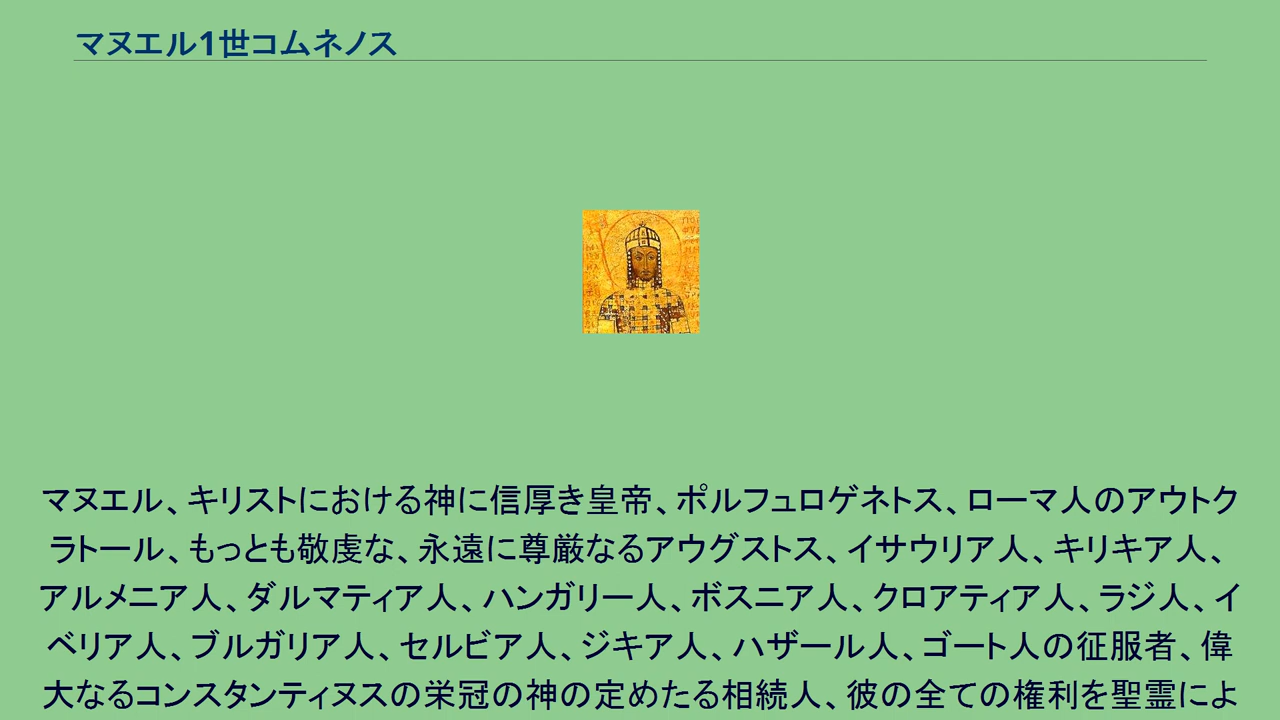 マヌエル1世コムネノス
マヌエル、キリストにおける神に信厚き皇帝、ポルフュロゲネトス、ローマ人のアウトク
ラトール、もっとも敬虔な、永遠に尊厳なるアウグストス、イサウリア人、キリキア人、
アルメニア人、ダルマティア人、ハンガリー人、ボスニア人、クロアティア人、ラジ人、イ
ベリア人、ブルガリア人、セルビア人、ジキア人、ハザール人、ゴート人の征服者、偉
大なるコンスタンティヌスの栄冠の神の定めたる相続人、彼の全ての権利を聖霊によ